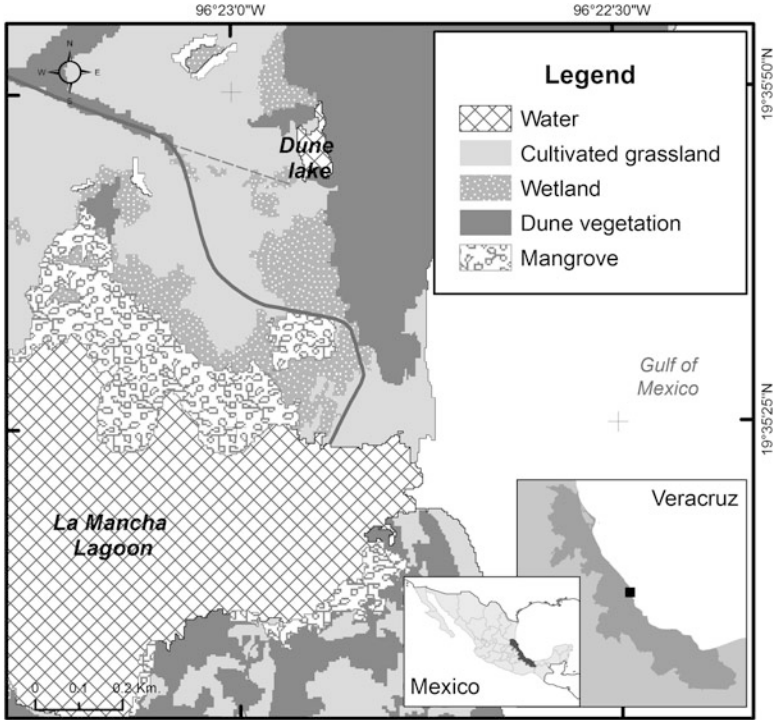 96°23'0"W
96°22'30"W
N
W
E
S
19°35'50"N
Legend
Water
Cultivated grassland
Wetland
Dune vegetation
Mangrove
Dune
lake
Gulf of
Mexico
19°35'25"N
La Mancha
Lagoon
Veracruz
Mexico
0 0.1 0.2 Km